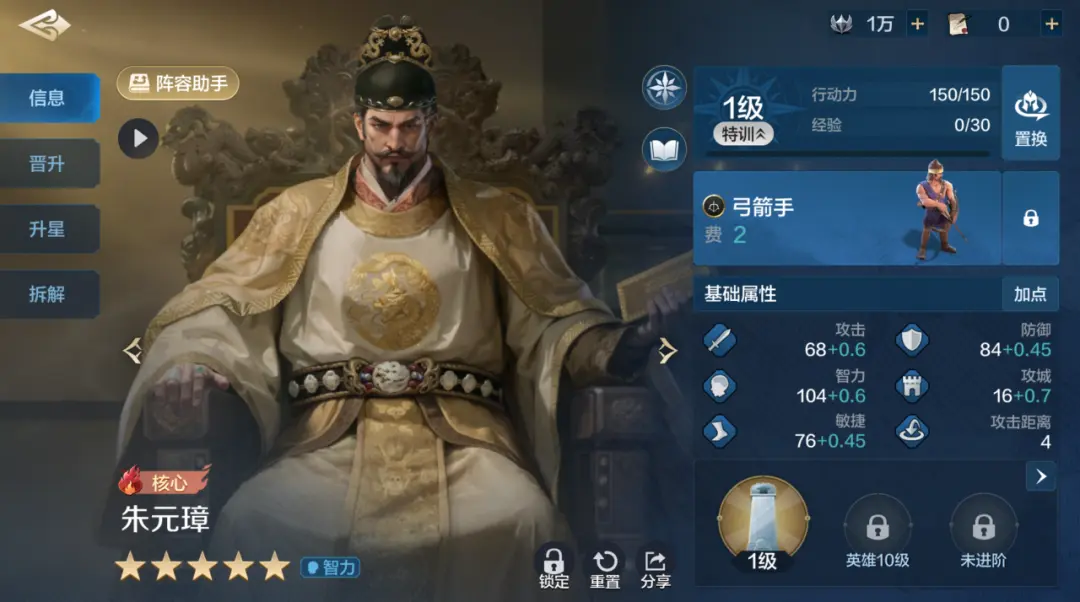 1万
0
信息
晋升
升星
拆解
阵容助手
1级
特训
行动力 150/150
经验 0/30
置换
弓箭手
费 2
基础属性
加点
攻击
68+0.6
防御
84+0.45
智力
104+0.6
攻城
16+0.7
敏捷
76+0.45
攻击距离
4
核心
朱元璋
智力
锁定
重置
分享
1级
英雄10级
未进阶